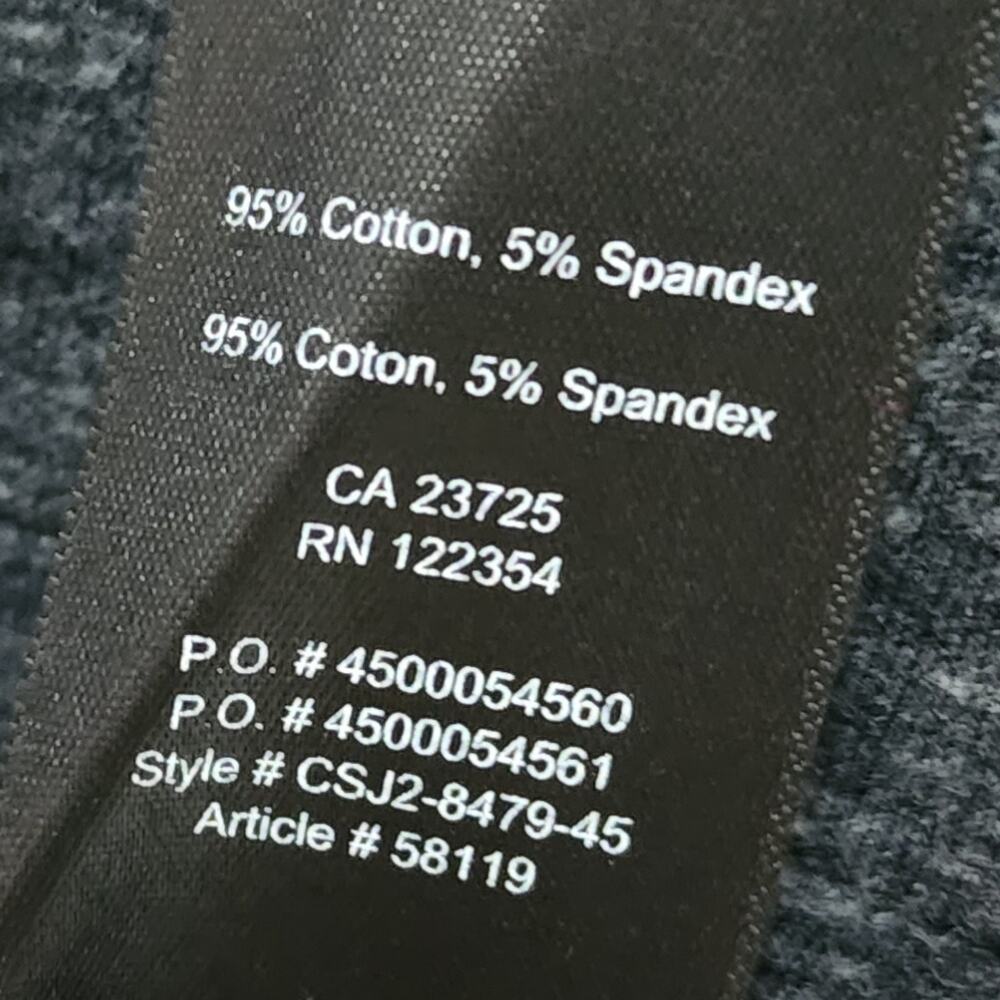 95% Cotton, 5% Spandex
95% Coton, 5% Spandex
CA 23725
RN 122354
P.O. # 4500054560
P.O. # 4500054561
Style # CSJ2-8479-45
Article # 58119